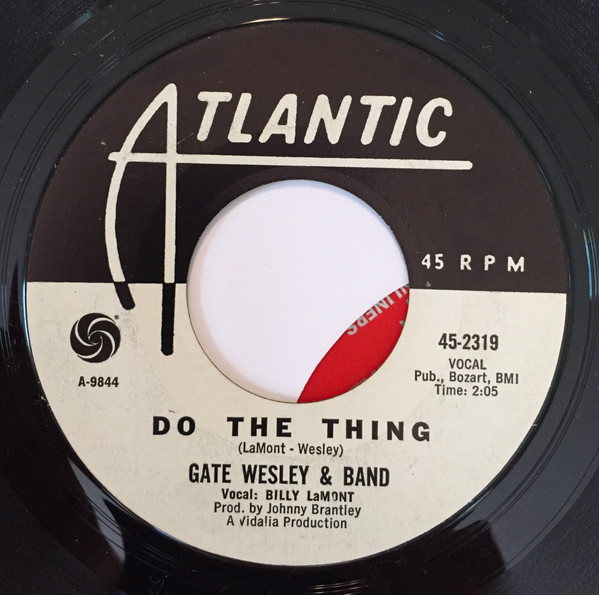 ATLANTIC
45 RPM
45-2319
VOCAL
Pub., Bozart, BMI
Time: 2:05
®
A-9844
DO THE THING
(LaMont - Wesley)
GATE WESLEY & BAND
Vocal: BILLY LaMONT
Prod. by Johnny Brantley
A Vidalia Production